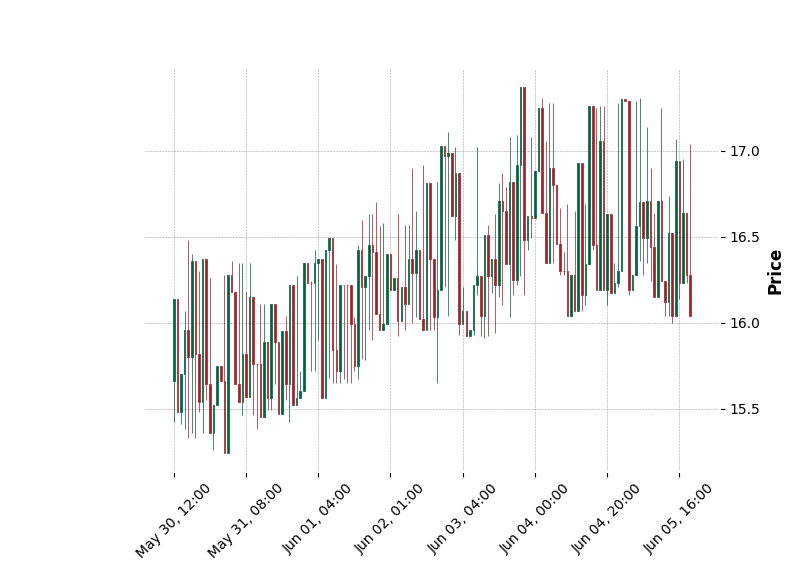 17.0
16.5
16.0
15.5
Price
May 30, 12:00
May 31, 08:00
Jun 01, 04:00
Jun 02, 01:00
Jun 03, 04:00
Jun 04, 00:00
Jun 04, 20:00
Jun 05, 16:00